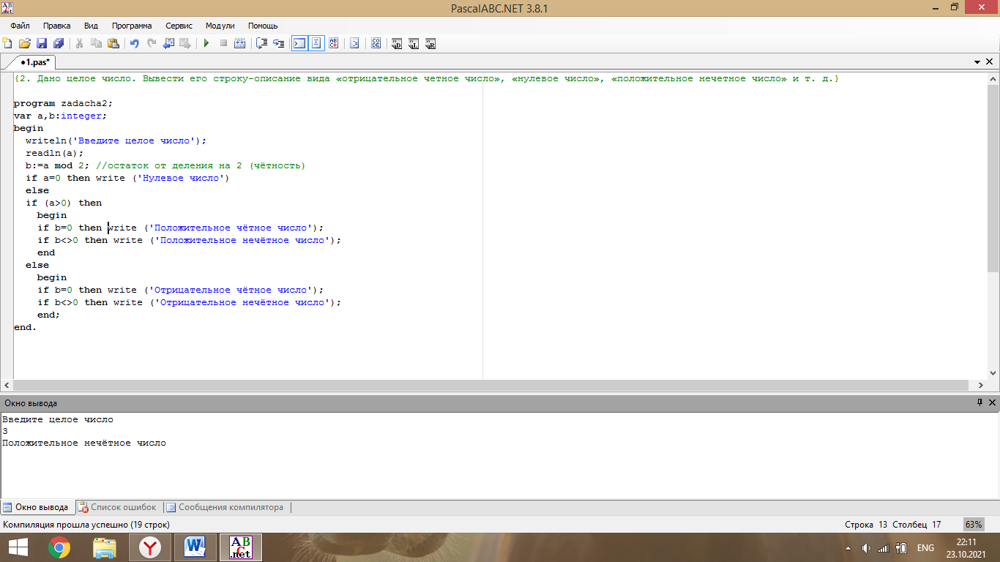 PascalABC.NET 3.8.1
Файл Правка Вид Программа Сервис Модули Помощь
•1.pas*
{2. Дано целое число. Вывести его строку-описание вида «отрицательное четное число», «нулевое число», «положительное нечетное число» и т. д.}
program zadacha2;
var a,b:integer;
begin
writeln('Введите целое число');
readln(a);
b:=a mod 2; //остаток от деления на 2 (чётность)
if a=0 then write ('Нулевое число')
else
if (a>0) then
begin
if b=0 then write ('Положительное чётное число');
if b<>0 then write ('Положительное нечётное число');
end
else
begin
if b=0 then write ('Отрицательное чётное число');
if b<>0 then write ('Отрицательное нечётное число');
end;
end.
Окно вывода
Введите целое число
3
Положительное нечётное число
Окно вывода Список ошибок Сообщения компилятора
Компиляция прошла успешно (19 строк) Строка 13 Столбец 17 63%
ENG 22:11
23.10.2021